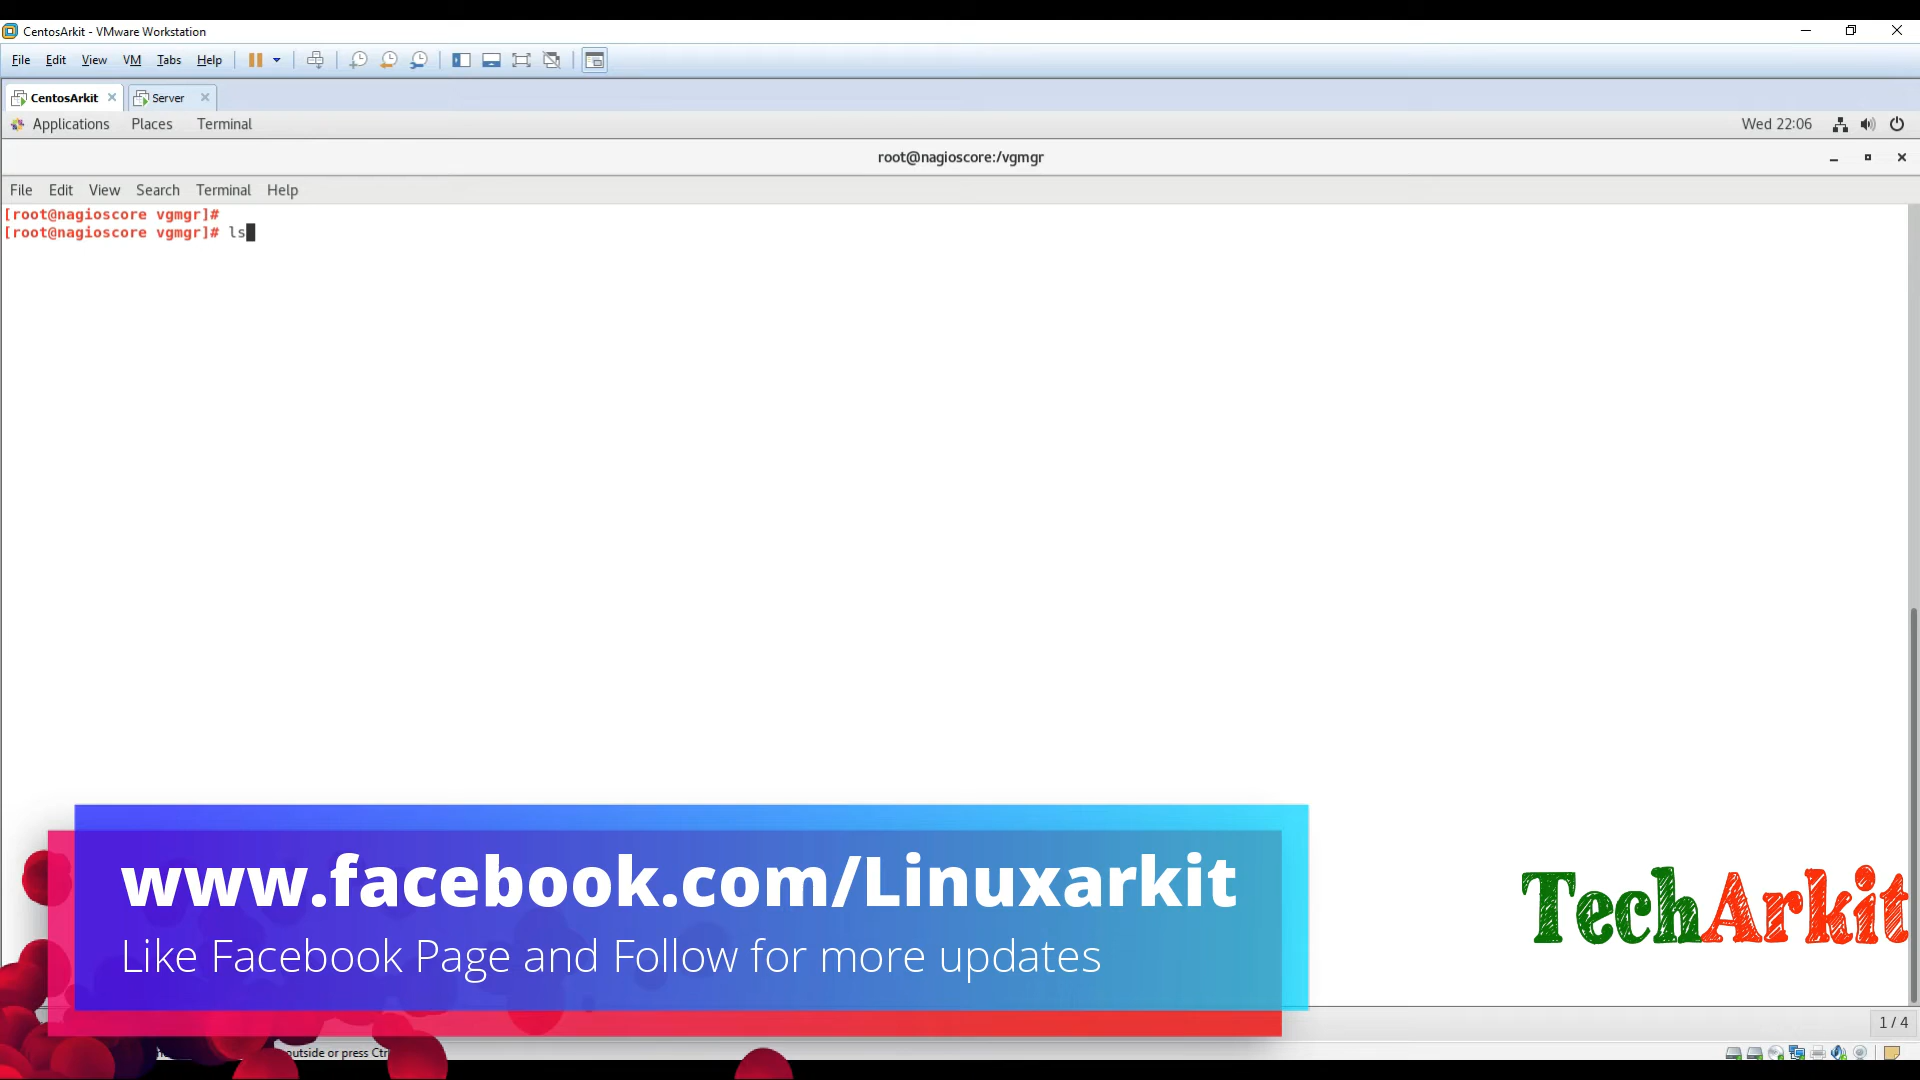 CentosArkit - VMware Workstation
File Edit View VM Tabs Help
CentosArkit Server
Applications Places Terminal Wed 22:06
root@nagioscore:/vgmgr
File Edit View Search Terminal Help
[root@nagioscore vgmgr]#
[root@nagioscore vgmgr]# ls
www.facebook.com/Linuxarkit
Like Facebook Page and Follow for more updates
TechArkit
1 / 4
outside or press Ctr